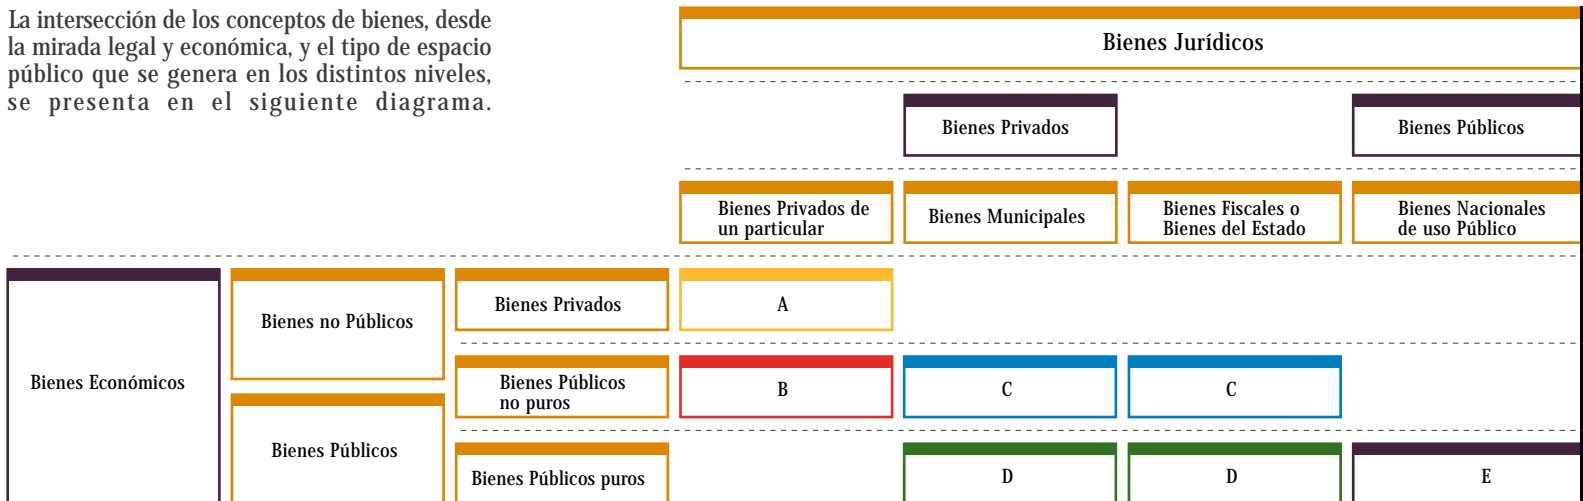 La intersección de los conceptos de bienes, desde
la mirada legal y económica, y el tipo de espacio
público que se genera en los distintos niveles,
se presenta en el siguiente diagrama.
Bienes Jurídicos
Bienes Privados
Bienes Públicos
Bienes Privados de
un particular
Bienes Municipales
Bienes Fiscales o
Bienes del Estado
Bienes Nacionales
de uso Público
Bienes Económicos
Bienes no Públicos
Bienes Privados
A
Bienes Públicos
no puros
B
C
C
Bienes Públicos
Bienes Públicos puros
D
D
E